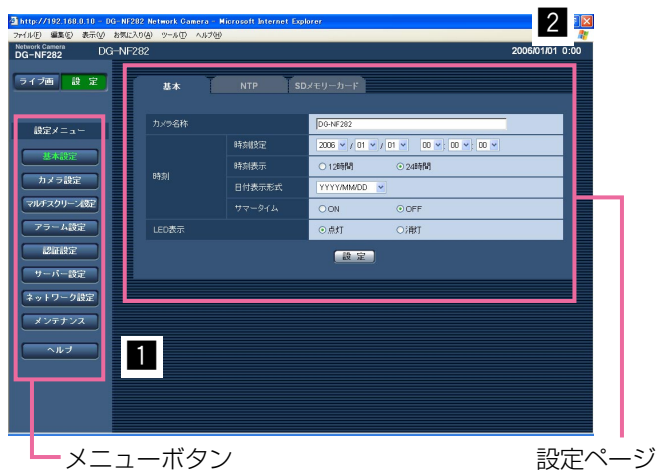 http://192.168.0.10 - DG-NF282 Network Camera - Microsoft Internet Explorer
ファイル(F) 編集(E) 表示(V) お気に入り(A) ツール(T) ヘルプ(H)
2
Network Camera
DG-NF282
DG-NF282
2006/01/01 0:00
ライブ画 設 定
基本 NTP SDメモリーカード
設定メニュー
基本設定
カメラ設定
マルチスクリーン設定
アラーム設定
認証設定
サーバー設定
ネットワーク設定
メンテナンス
ヘルプ
カメラ名称 DG-NF282
時刻
時刻設定 2006 / 01 / 01 00 : 00 : 00
時刻表示 12時間 24時間
日付表示形式 YYYY/MM/DD
サマータイム ON OFF
LED表示 点灯 消灯
設 定
1
メニューボタン
設定ページ